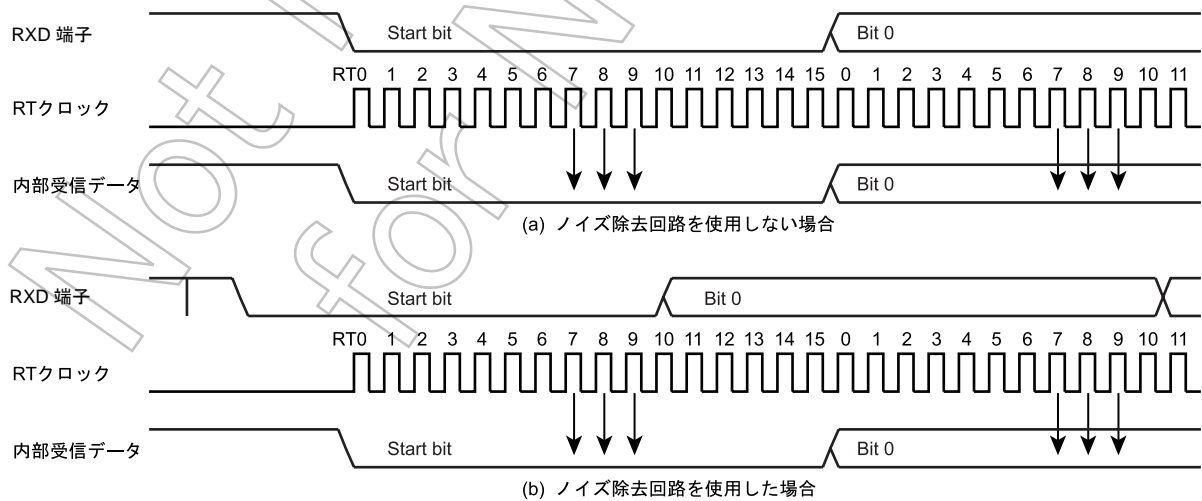 RXD 端子 Start bit Bit 0
RT0 1 2 3 4 5 6 7 8 9 10 11 12 13 14 15 0 1 2 3 4 5 6 7 8 9 10 11
RTクロック
内部受信データ Start bit Bit 0
(a) ノイズ除去回路を使用しない場合
RXD 端子 Start bit Bit 0
RT0 1 2 3 4 5 6 7 8 9 10 11 12 13 14 15 0 1 2 3 4 5 6 7 8 9 10 11
RTクロック
内部受信データ Start bit Bit 0
(b) ノイズ除去回路を使用した場合
Not
for N